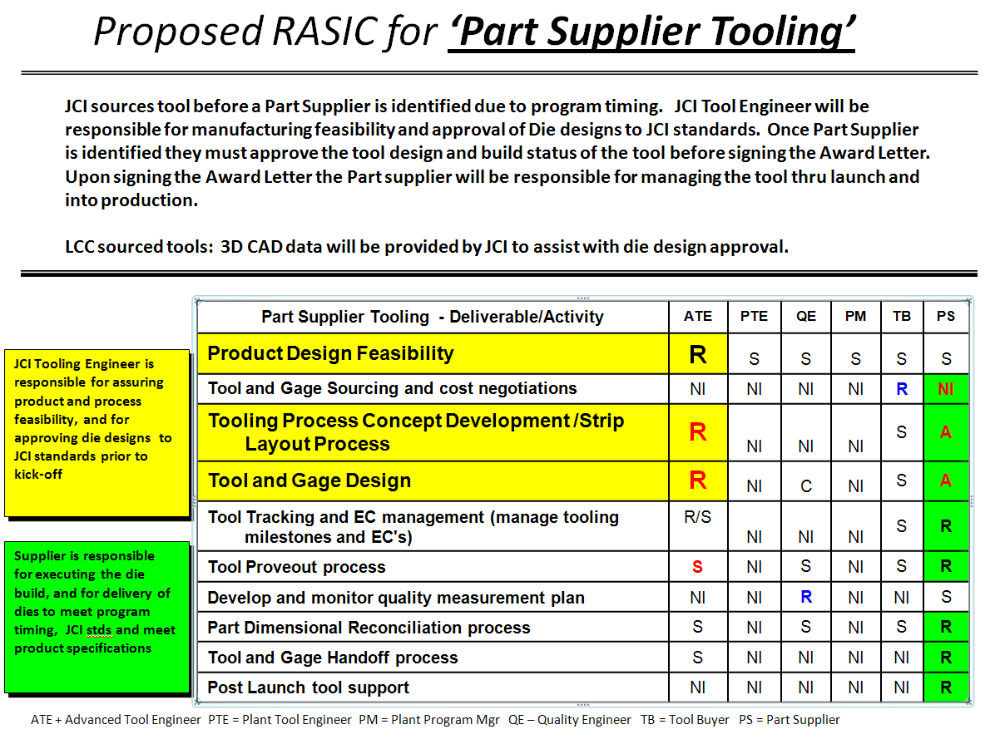 Proposed RASIC for ‘Part Supplier Tooling’
JCI sources tool before a Part Supplier is identified due to program timing. JCI Tool Engineer will be
responsible for manufacturing feasibility and approval of Die designs to JCI standards. Once Part Supplier
is identified they must approve the tool design and build status of the tool before signing the Award Letter.
Upon signing the Award Letter the Part supplier will be responsible for managing the tool thru launch and
into production.
LCC sourced tools: 3D CAD data will be provided by JCI to assist with die design approval.
JCI Tooling Engineer is
responsible for assuring
product and process
feasibility, and for
approving die designs to
JCI standards prior to
kick-off
Supplier is responsible
for executing the die
build, and for delivery of
dies to meet program
timing, JCI stds and meet
product specifications
Part Supplier Tooling - Deliverable/Activity ATE PTE QE PM TB PS
Product Design Feasibility R S S S S S
Tool and Gage Sourcing and cost negotiations NI NI NI NI R NI
Tooling Process Concept Development /Strip
Layout Process R NI NI NI S A
Tool and Gage Design R NI C NI S A
Tool Tracking and EC management (manage tooling
milestones and EC's) R/S NI NI NI S R
Tool Proveout process S NI S NI S R
Develop and monitor quality measurement plan NI NI R NI NI S
Part Dimensional Reconciliation process S NI S NI S R
Tool and Gage Handoff process S NI NI NI NI R
Post Launch tool support NI NI NI NI NI R
ATE + Advanced Tool Engineer PTE = Plant Tool Engineer PM = Plant Program Mgr QE – Quality Engineer TB = Tool Buyer PS = Part Supplier